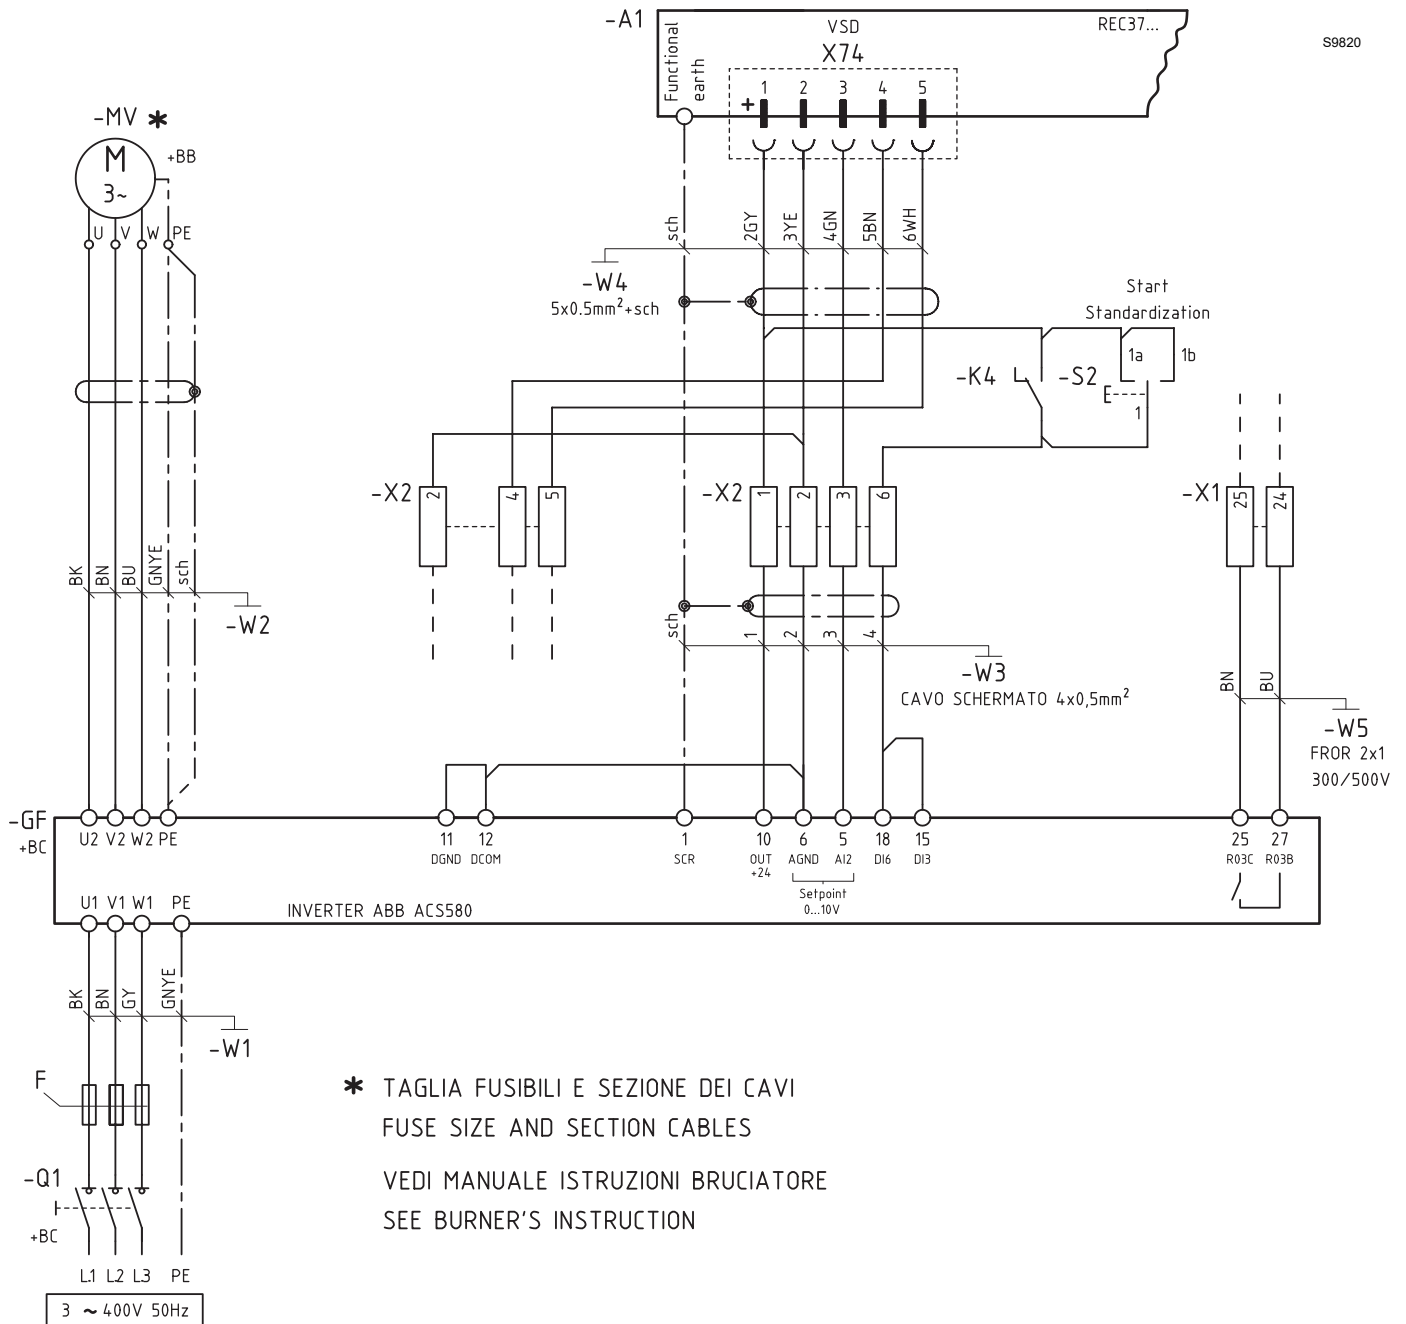 -A1
VSD
REC37...
S9820
X74
Functional
earth
1 2 3 4 5
+
-MV *
M
3~
+BB
U V W PE
sch
2GY
3YE
4GN
5BN
6WH
-W4
5x0.5mm²+sch
Start
Standardization
1a
1b
-K4
-S2
1
-X2
2
4
5
-X2
1
2
3
6
-X1
25
24
BK
BN
BU
GNYE
sch
-W2
sch
1
2
3
4
-W3
CAVO SCHERMATO 4x0,5mm²
BN
BU
-W5
FROR 2x1
300/500V
-GF
+BC
U2 V2 W2 PE
11 12 1 10 6 5 18 15 25 27
DGND DCOM SCR OUT AGND AI2 DI6 DI3 R03C R03B
+24
Setpoint
0...10V
U1 V1 W1 PE
INVERTER ABB ACS580
BK
BN
GY
GNYE
-W1
F
-Q1
+BC
L1 L2 L3 PE
3 ~ 400V 50Hz
* TAGLIA FUSIBILI E SEZIONE DEI CAVI
FUSE SIZE AND SECTION CABLES
VEDI MANUALE ISTRUZIONI BRUCIATORE
SEE BURNER'S INSTRUCTION